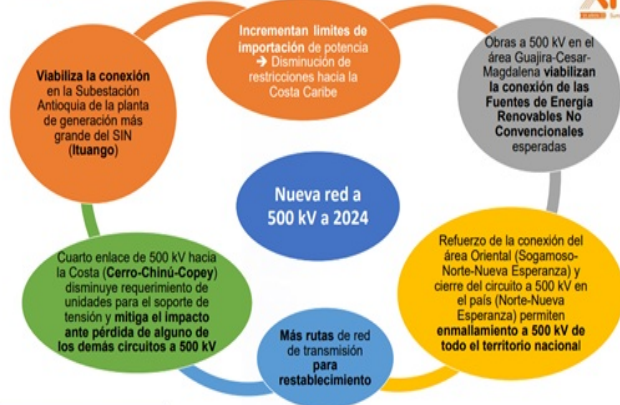 Incrementan limites de
importación de potencia
➔ Disminución de
restricciones hacia la
Costa Caribe
Obras a 500 kV en el
área Guajira-Cesar-
Magdalena viabilizan
la conexión de las
Fuentes de Energía
Renovables No
Convencionales
esperadas
Refuerzo de la conexión del
área Oriental (Sogamoso-
Norte-Nueva Esperanza) y
cierre del circuito a 500 kV en
el país (Norte-Nueva
Esperanza) permiten
enmallamiento a 500 kV de
todo el territorio nacional
Más rutas de red
de transmisión
para
restablecimiento
Cuarto enlace de 500 kV hacia
la Costa (Cerro-Chinú-Copey)
disminuye requerimiento de
unidades para el soporte de
tensión y mitiga el impacto
ante pérdida de alguno de
los demás circuitos a 500 kV
Viabiliza la conexión
en la Subestación
Antioquia de la planta
de generación más
grande del SIN
(Ituango)
Nueva red a
500 kV a 2024